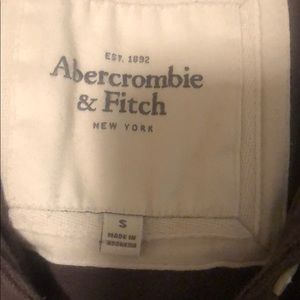 EST. 1892
Abercrombie
& Fitch
NEW YORK
S
MADE IN